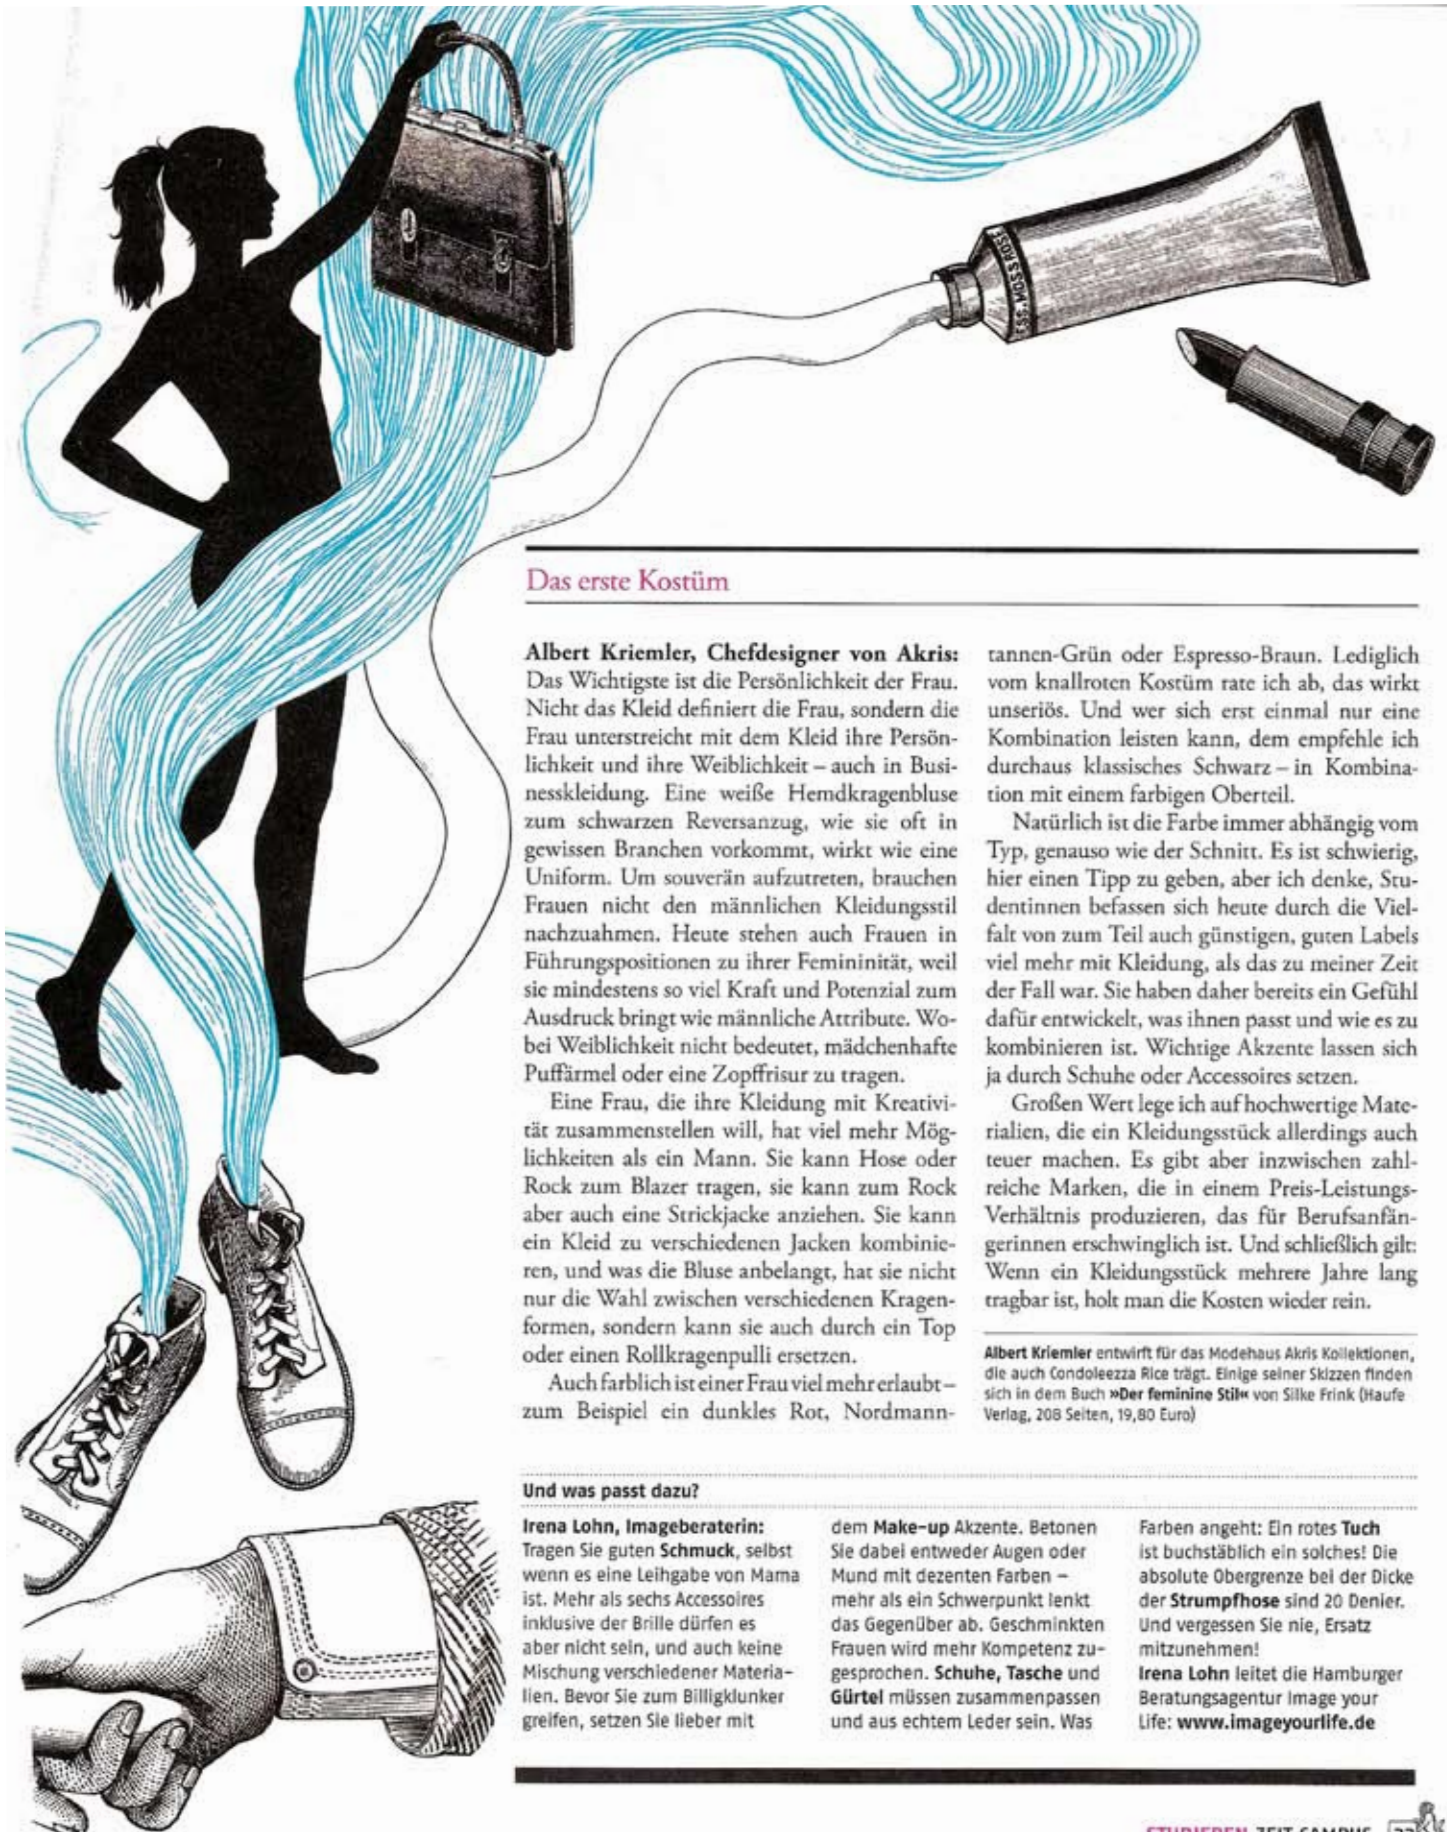 S. MOSS ROSE
Das erste Kostüm
Albert Kriemler, Chefdesigner von Akris:
Das Wichtigste ist die Persönlichkeit der Frau.
Nicht das Kleid definiert die Frau, sondern die
Frau unterstreicht mit dem Kleid ihre Persön-
lichkeit und ihre Weiblichkeit – auch in Busi-
nesskleidung. Eine weiße Hemdkragenbluse
zum schwarzen Reversanzug, wie sie oft in
gewissen Branchen vorkommt, wirkt wie eine
Uniform. Um souverän aufzutreten, brauchen
Frauen nicht den männlichen Kleidungsstil
nachzuahmen. Heute stehen auch Frauen in
Führungspositionen zu ihrer Femininität, weil
sie mindestens so viel Kraft und Potenzial zum
Ausdruck bringt wie männliche Attribute. Wo-
bei Weiblichkeit nicht bedeutet, mädchenhafte
Puffärmel oder eine Zopffrisur zu tragen.
Eine Frau, die ihre Kleidung mit Kreativi-
tät zusammenstellen will, hat viel mehr Mög-
lichkeiten als ein Mann. Sie kann Hose oder
Rock zum Blazer tragen, sie kann zum Rock
aber auch eine Strickjacke anziehen. Sie kann
ein Kleid zu verschiedenen Jacken kombinie-
ren, und was die Bluse anbelangt, hat sie nicht
nur die Wahl zwischen verschiedenen Kragen-
formen, sondern kann sie auch durch ein Top
oder einen Rollkragenpulli ersetzen.
Auch farblich ist einer Frau viel mehr erlaubt –
zum Beispiel ein dunkles Rot, Nordmann-
tannen-Grün oder Espresso-Braun. Lediglich
vom knallroten Kostüm rate ich ab, das wirkt
unseriös. Und wer sich erst einmal nur eine
Kombination leisten kann, dem empfehle ich
durchaus klassisches Schwarz – in Kombina-
tion mit einem farbigen Oberteil.
Natürlich ist die Farbe immer abhängig vom
Typ, genauso wie der Schnitt. Es ist schwierig,
hier einen Tipp zu geben, aber ich denke, Stu-
dentinnen befassen sich heute durch die Viel-
falt von zum Teil auch günstigen, guten Labels
viel mehr mit Kleidung, als das zu meiner Zeit
der Fall war. Sie haben daher bereits ein Gefühl
dafür entwickelt, was ihnen passt und wie es zu
kombinieren ist. Wichtige Akzente lassen sich
ja durch Schuhe oder Accessoires setzen.
Großen Wert lege ich auf hochwertige Mate-
rialien, die ein Kleidungsstück allerdings auch
teuer machen. Es gibt aber inzwischen zahl-
reiche Marken, die in einem Preis-Leistungs-
Verhältnis produzieren, das für Berufsanfän-
gerinnen erschwinglich ist. Und schließlich gilt:
Wenn ein Kleidungsstück mehrere Jahre lang
tragbar ist, holt man die Kosten wieder rein.
Albert Kriemler entwirft für das Modehaus Akris Kollektionen,
die auch Condoleezza Rice trägt. Einige seiner Skizzen finden
sich in dem Buch »Der feminine Stil« von Silke Frink (Haufe
Verlag, 208 Seiten, 19,80 Euro)
Und was passt dazu?
Irena Lohn, Imageberaterin:
Tragen Sie guten Schmuck, selbst
wenn es eine Leihgabe von Mama
ist. Mehr als sechs Accessoires
inklusive der Brille dürfen es
aber nicht sein, und auch keine
Mischung verschiedener Materia-
lien. Bevor Sie zum Billigklunker
greifen, setzen Sie lieber mit
dem Make-up Akzente. Betonen
Sie dabei entweder Augen oder
Mund mit dezenten Farben –
mehr als ein Schwerpunkt lenkt
das Gegenüber ab. Geschminkten
Frauen wird mehr Kompetenz zu-
gesprochen. Schuhe, Tasche und
Gürtel müssen zusammenpassen
und aus echtem Leder sein. Was
Farben angeht: Ein rotes Tuch
ist buchstäblich ein solches! Die
absolute Obergrenze bei der Dicke
der Strumpfhose sind 20 Denier.
Und vergessen Sie nie, Ersatz
mitzunehmen!
Irena Lohn leitet die Hamburger
Beratungsagentur Image your
Life: www.imageyourlife.de
STUDIEREN ZEIT CAMPUS